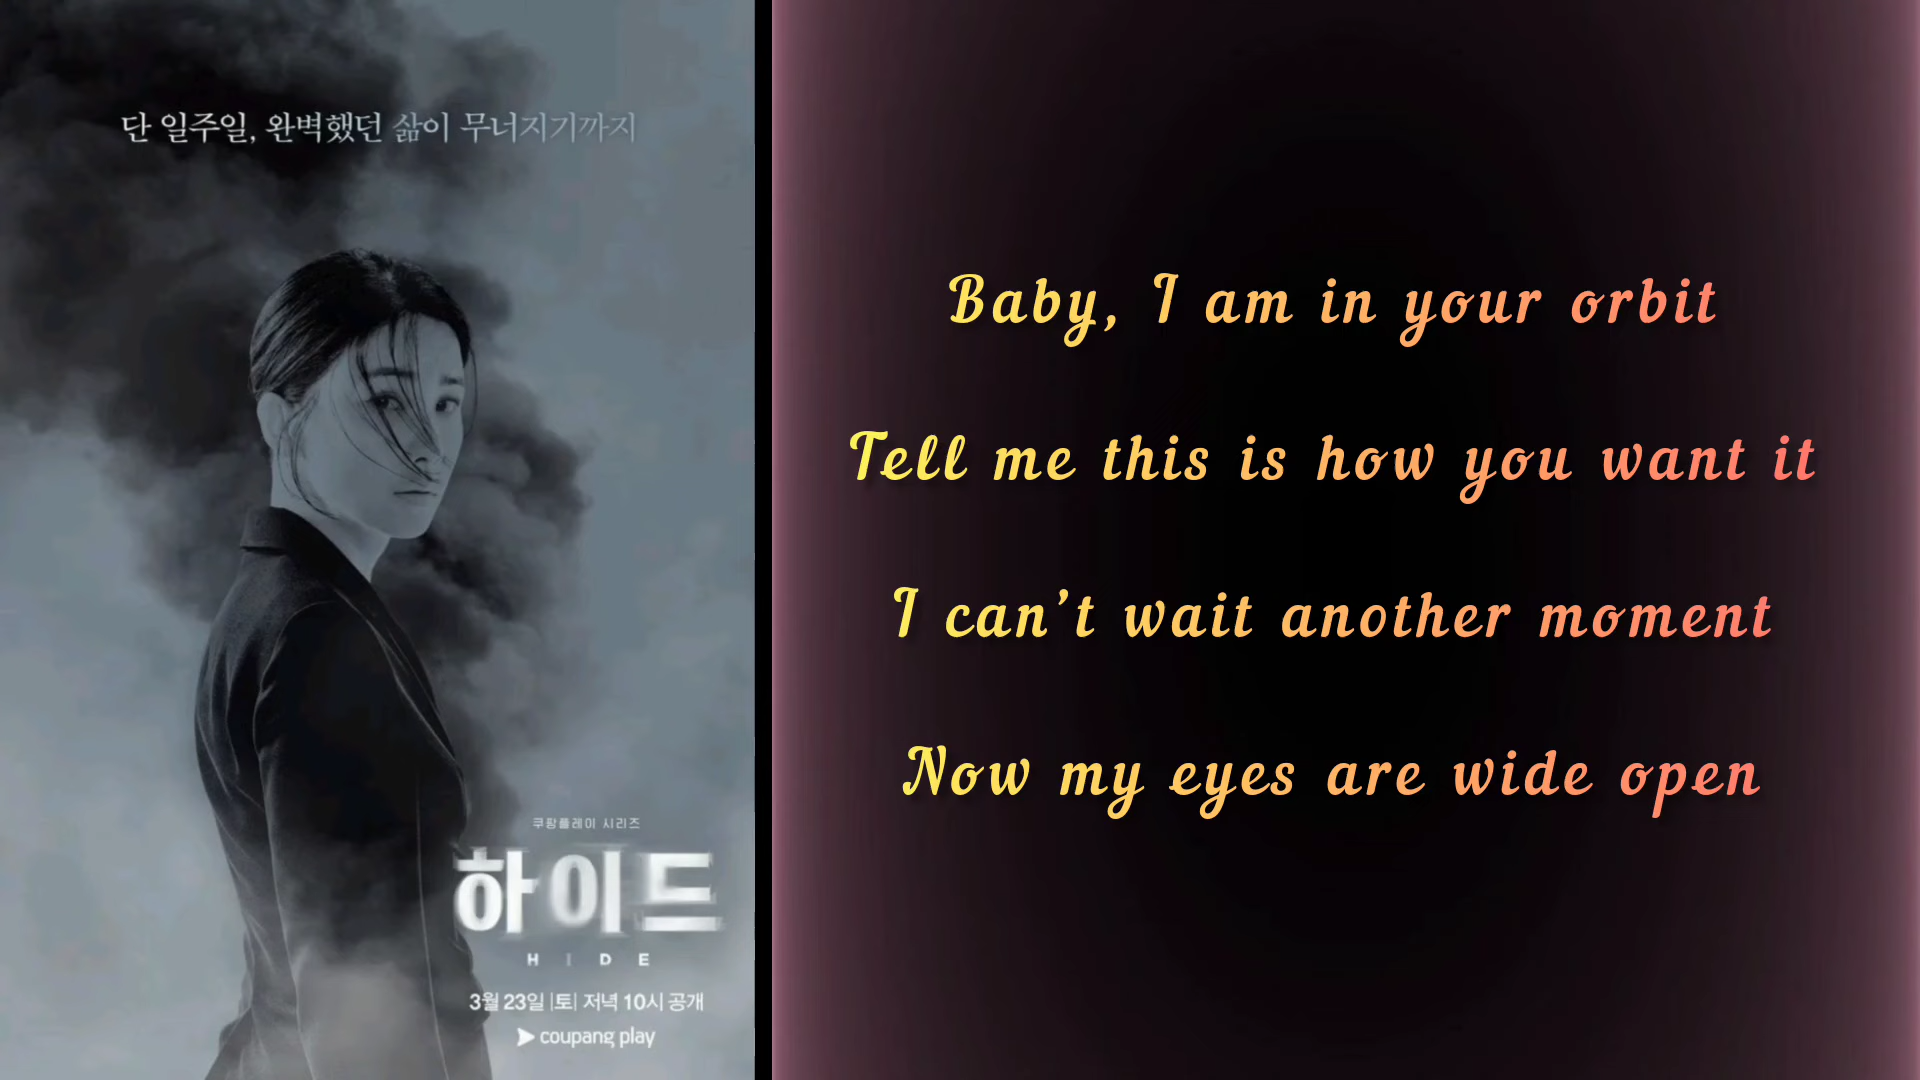 단 일주일, 완벽했던 삶이 무너지기까지
쿠팡플레이 시리즈
하이드
HIDE
3월 23일 |토| 저녁 10시 공개
coupang play
Baby, I am in your orbit
Tell me this is how you want it
I can't wait another moment
Now my eyes are wide open